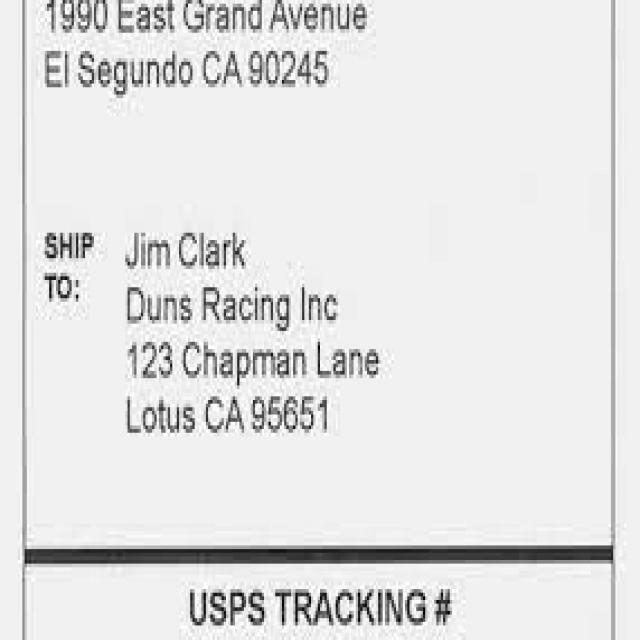 1990 East Grand Avenue
El Segundo CA 90245
SHIP TO:
Jim Clark
Duns Racing Inc
123 Chapman Lane
Lotus CA 95651
USPS TRACKING #